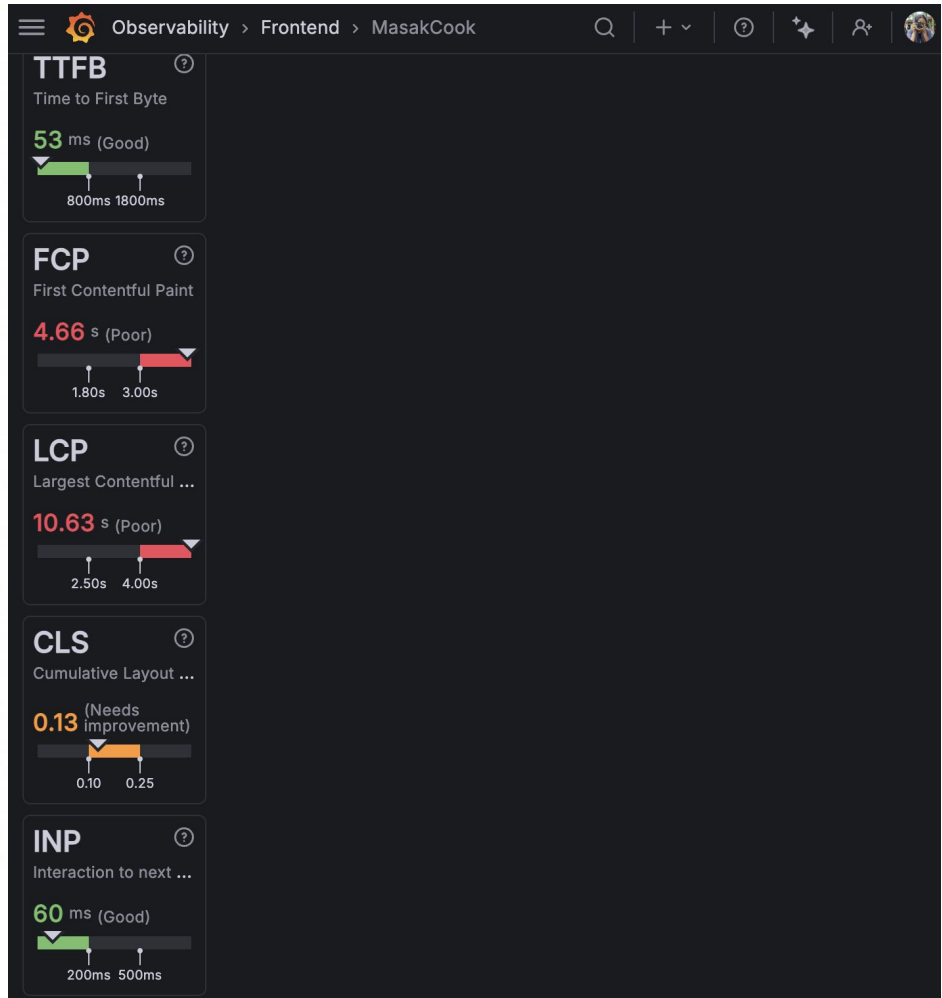 Observability › Frontend › MasakCook
TTFB
Time to First Byte
53 ms (Good)
800ms 1800ms
FCP
First Contentful Paint
4.66 s (Poor)
1.80s 3.00s
LCP
Largest Contentful ...
10.63 s (Poor)
2.50s 4.00s
CLS
Cumulative Layout ...
0.13 (Needs
improvement)
0.10 0.25
INP
Interaction to next ...
60 ms (Good)
200ms 500ms